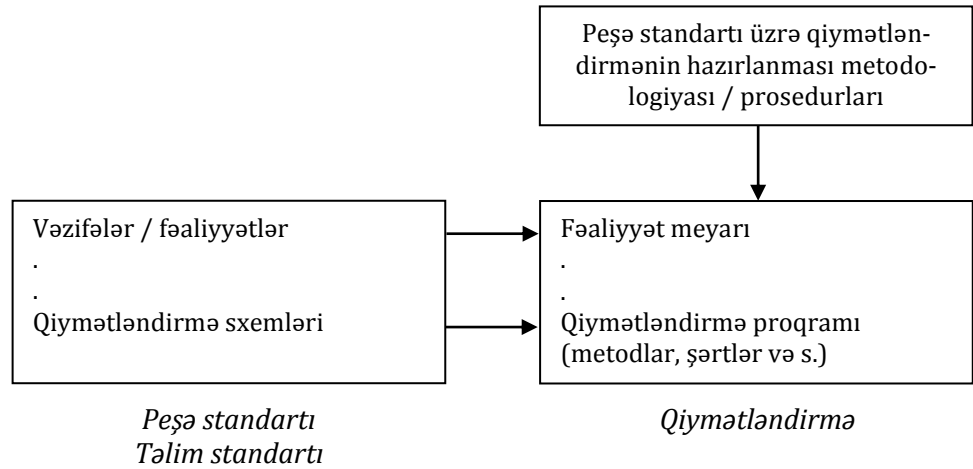 Peşə standartı üzrə qiymətlən-
dirmənin hazırlanması metodo-
logiyası / prosedurları
Vəzifələr / fəaliyyətlər
.
.
Qiymətləndirmə sxemləri
Fəaliyyət meyarı
.
.
Qiymətləndirmə proqramı
(metodlar, şərtlər və s.)
Peşə standartı
Təlim standartı
Qiymətləndirmə